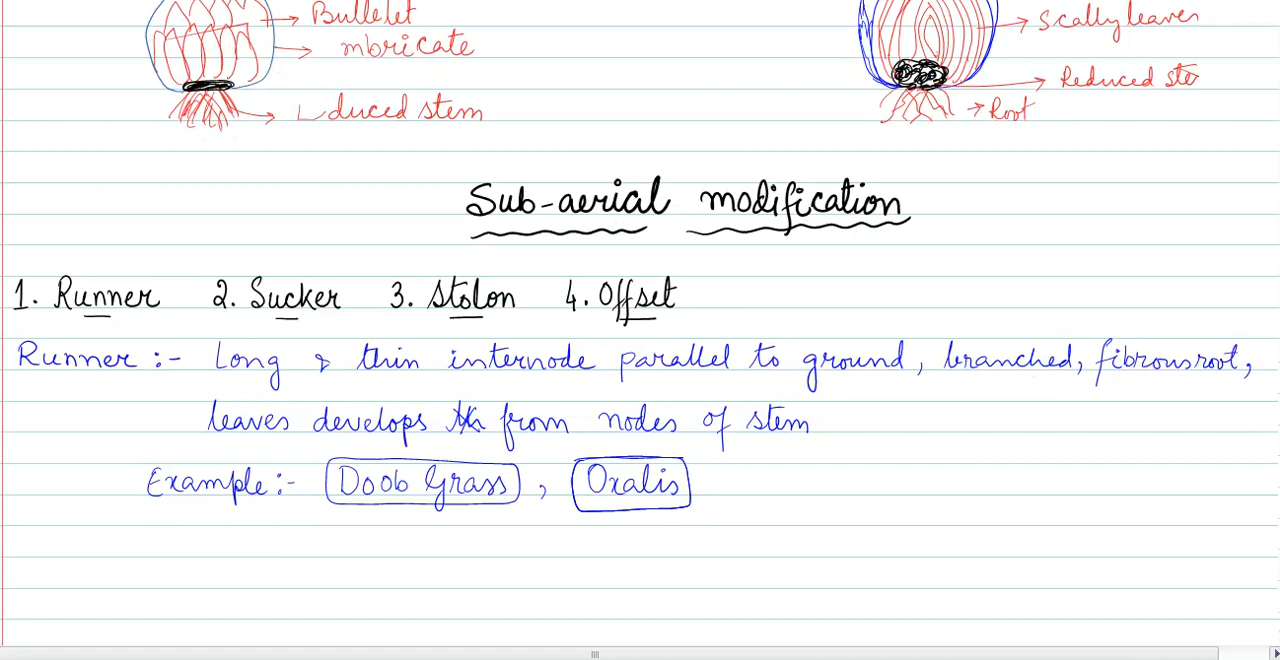 Bulletet
mbricate
duced stem
Scally leaves
Reduced ste
Root
Sub-aerial modification
1. Runner 2. Sucker 3. Stolon 4. Offset
Runner :- Long & thin internode parallel to ground, branched, fibrous root,
leaves develops from nodes of stem
Example :- Doob Grass, Oxalis